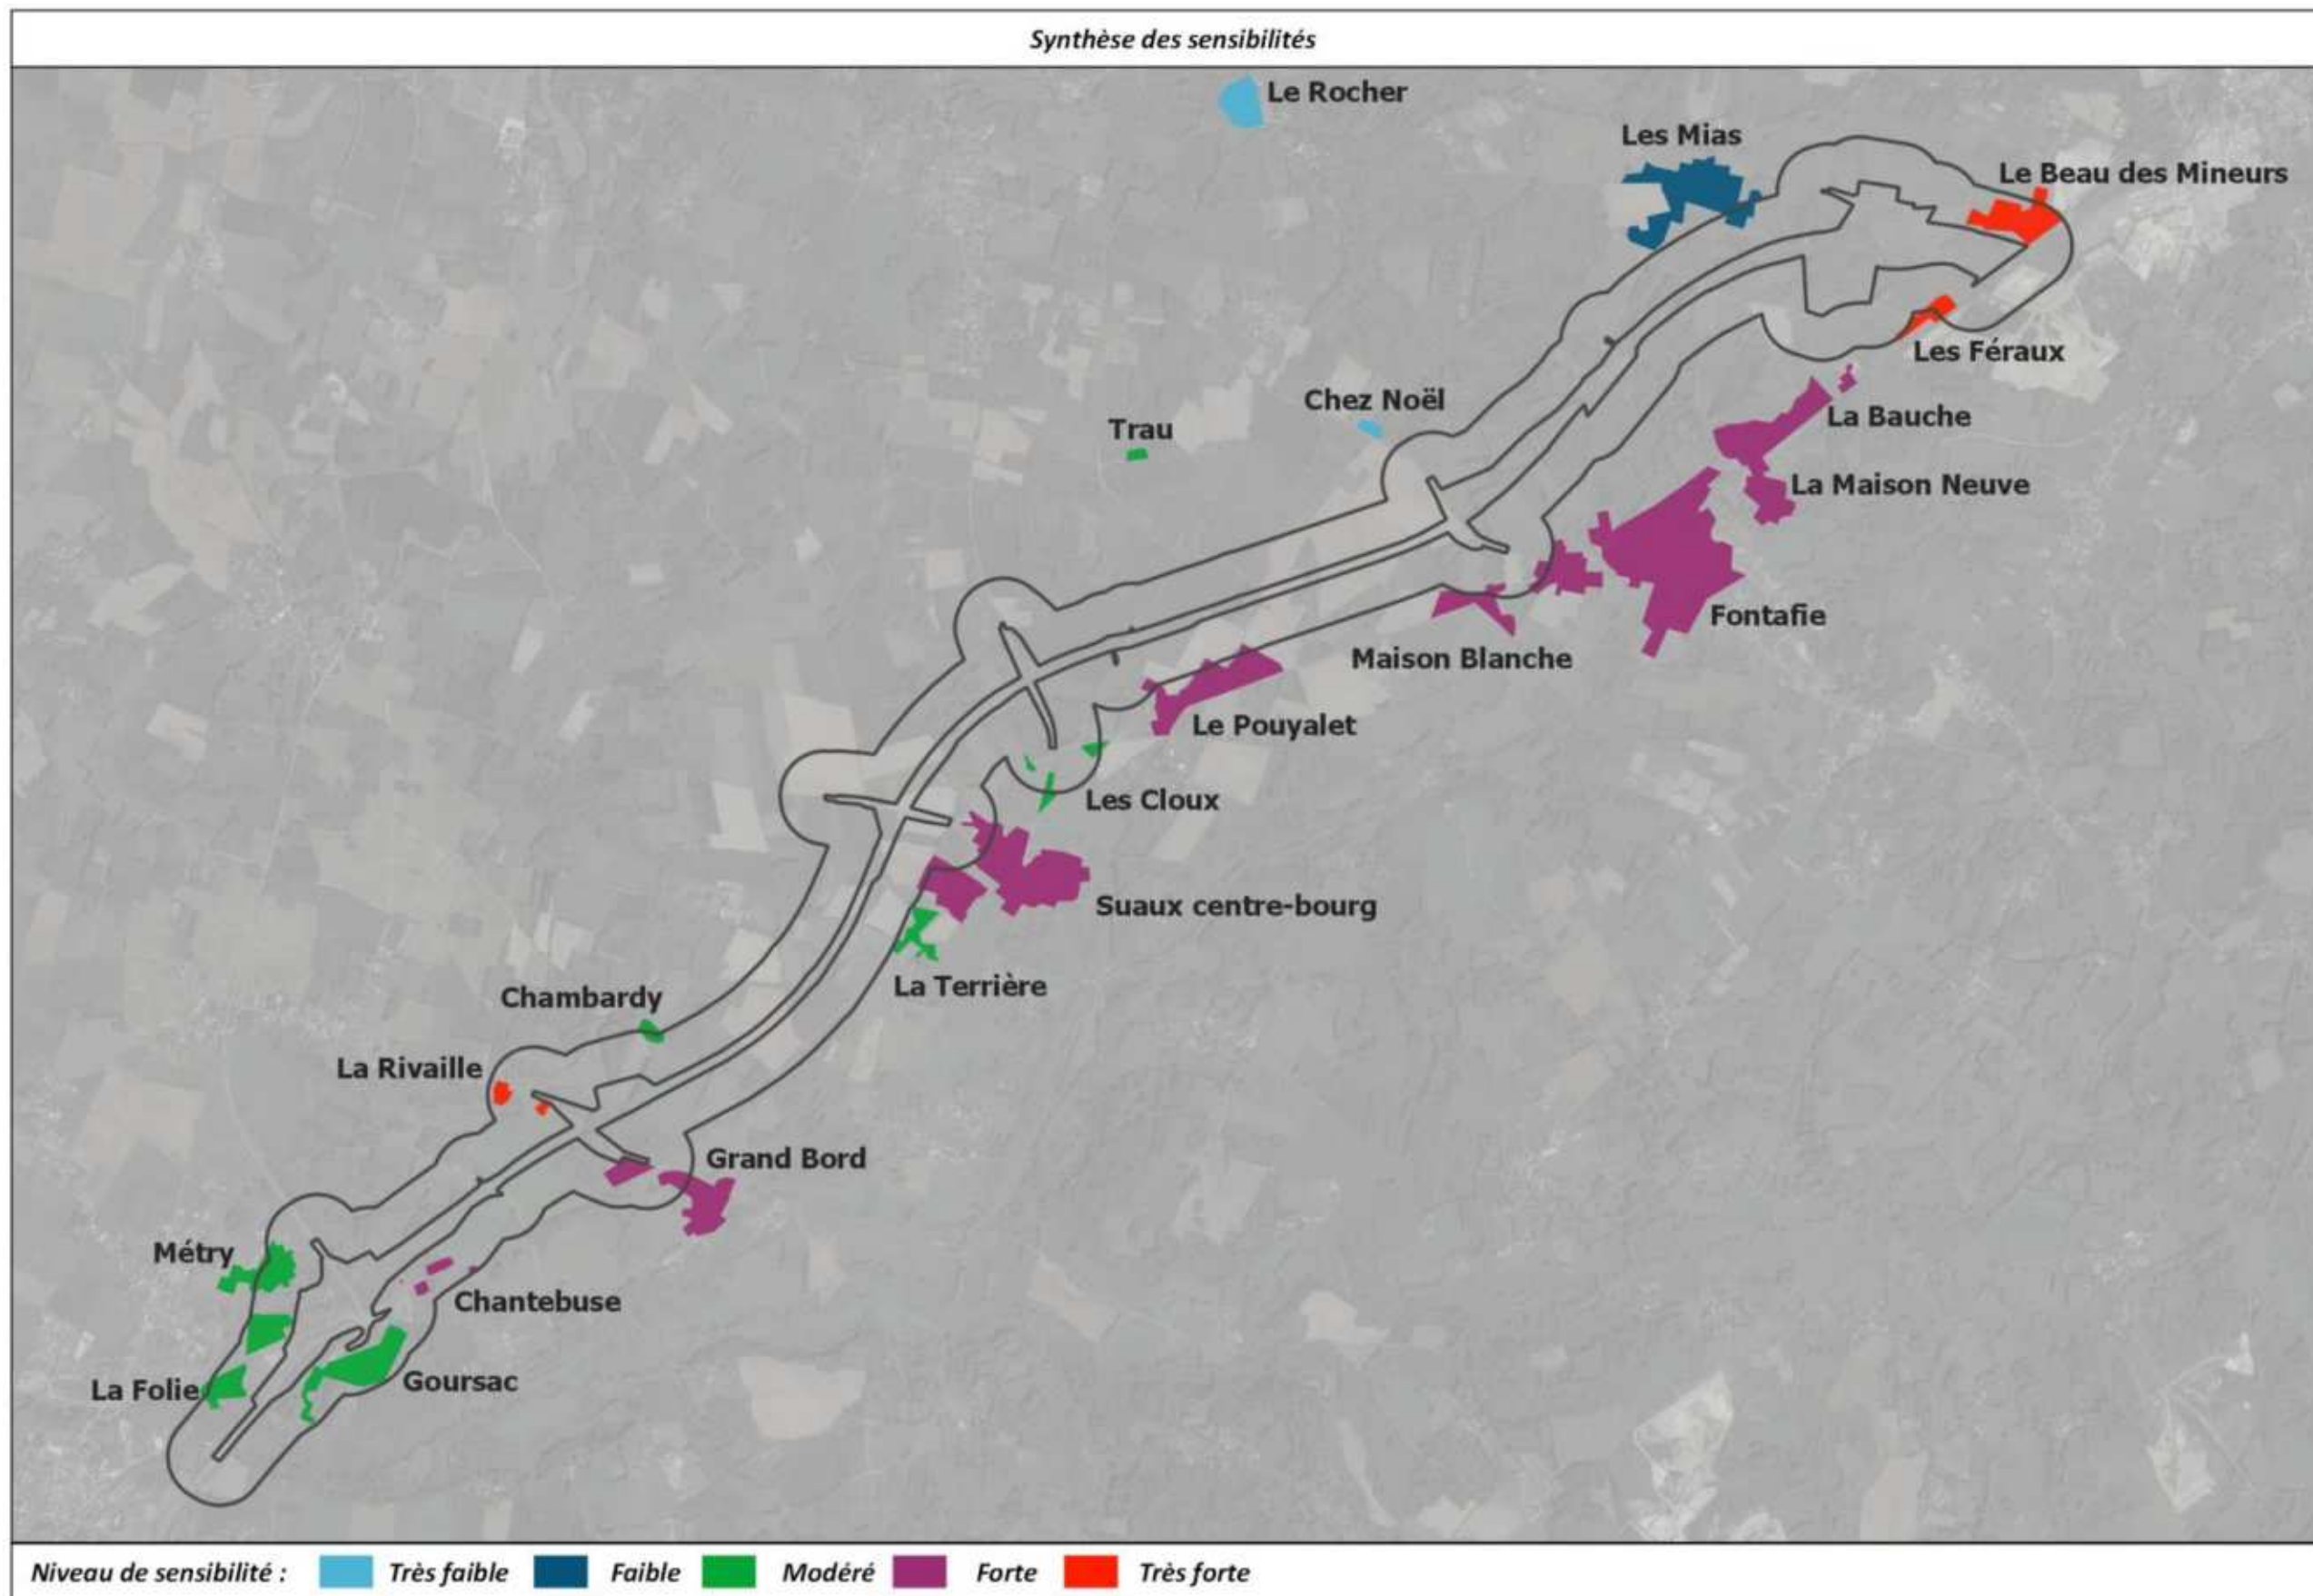 Synthèse des sensibilités
Le Rocher
Les Mias
Le Beau des Mineurs
Les Féraux
Chez Noël
La Bauche
Trau
La Maison Neuve
Fontafie
Maison Blanche
Le Pouyalet
Les Cloux
Suaux centre-bourg
La Terrière
Chambardy
La Rivaille
Grand Bord
Métry
Chantebuse
Goursac
La Folie
Niveau de sensibilité : Très faible Faible Modéré Forte Très forte